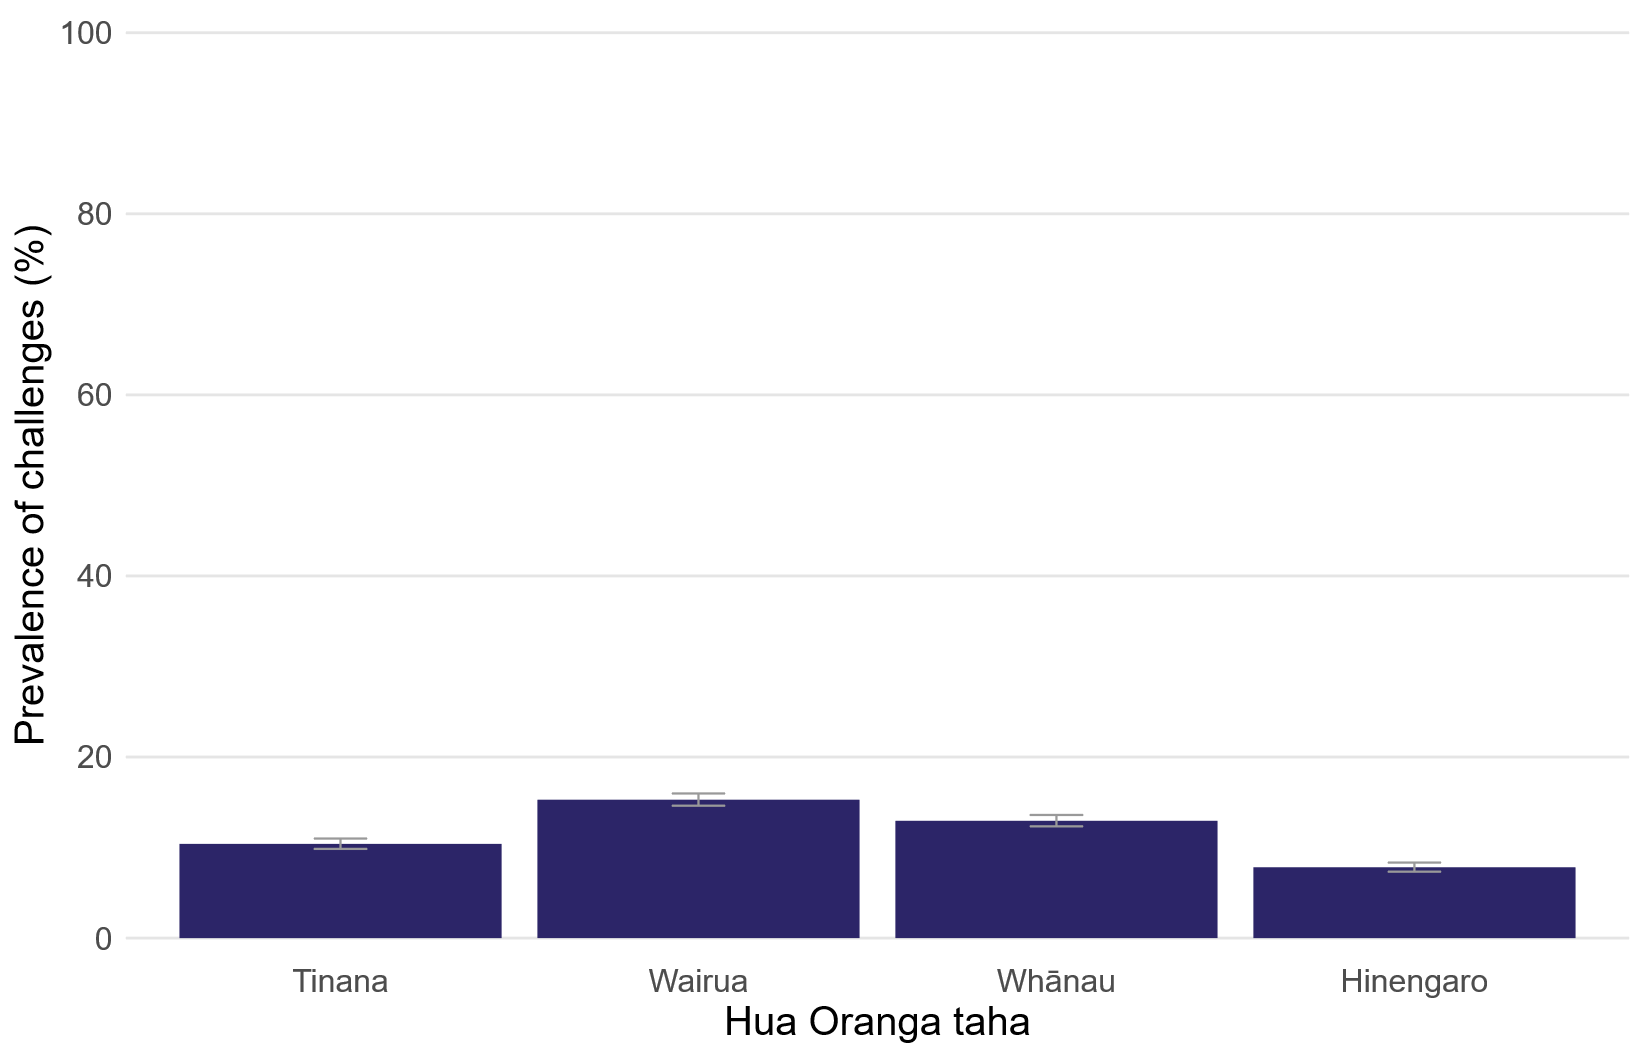 Prevalence of challenges (%)
100
80
60
40
20
0
Tinana Wairua Whānau Hinengaro
Hua Oranga taha